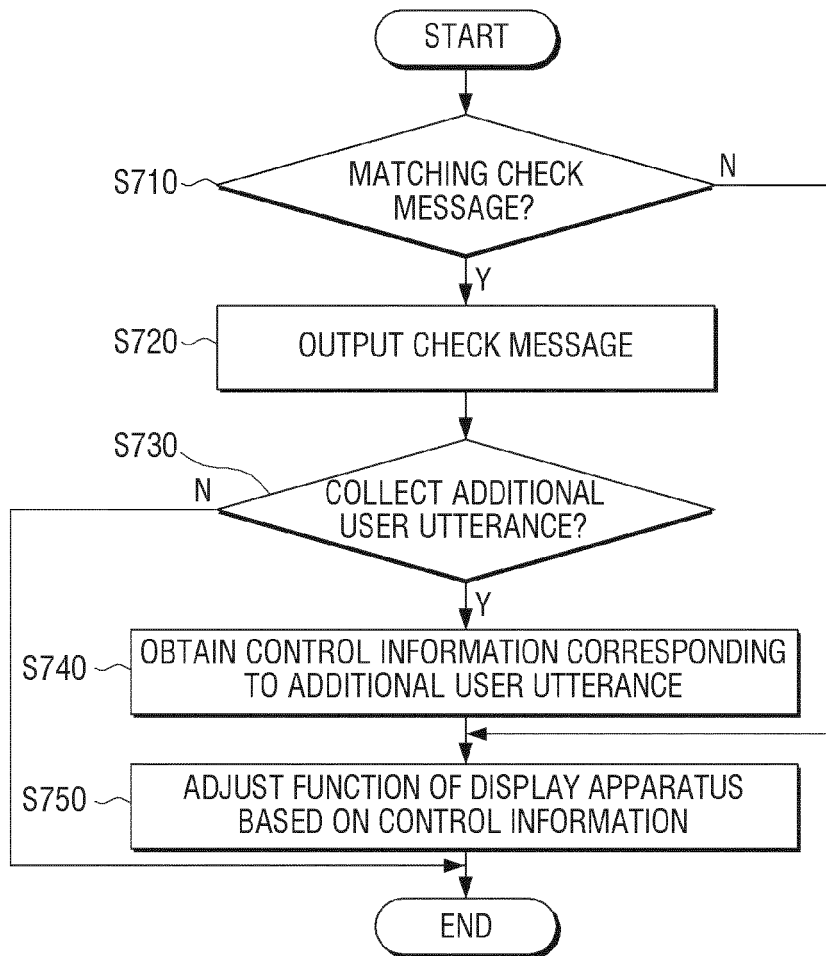 START
S710
MATCHING CHECK
MESSAGE?
N
Y
S720
OUTPUT CHECK MESSAGE
S730
N
COLLECT ADDITIONAL
USER UTTERANCE?
Y
S740
OBTAIN CONTROL INFORMATION CORRESPONDING
TO ADDITIONAL USER UTTERANCE
S750
ADJUST FUNCTION OF DISPLAY APPARATUS
BASED ON CONTROL INFORMATION
END